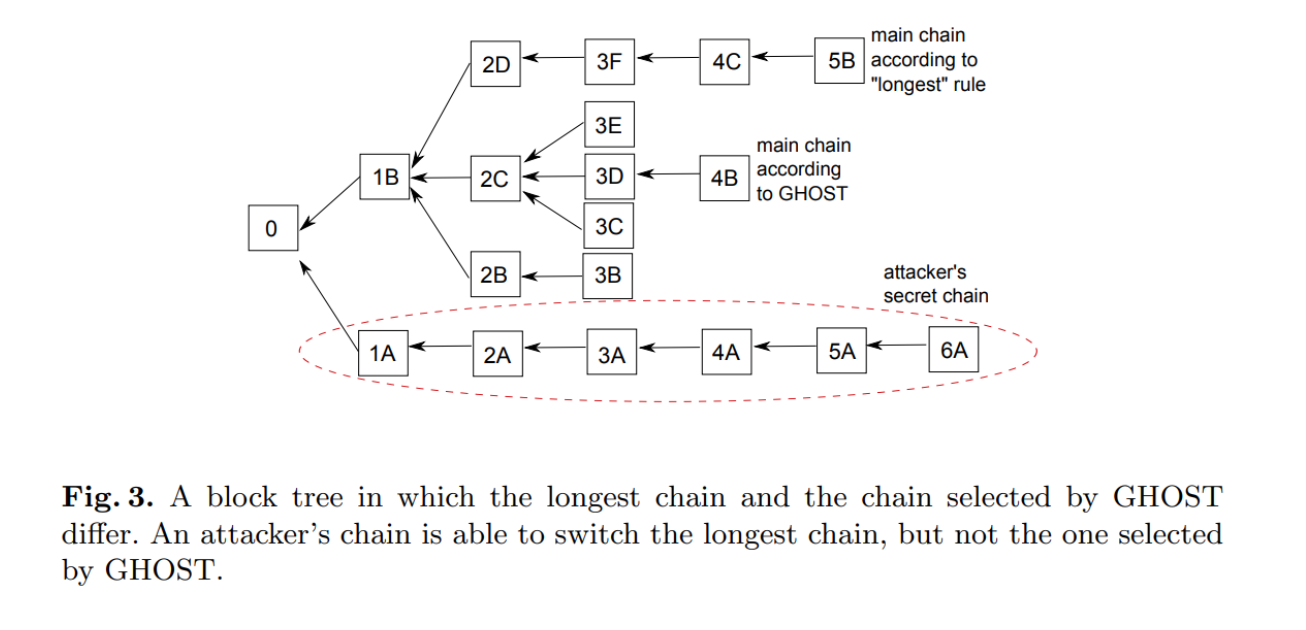 2D
3F
4C
5B
main chain
according to
"longest" rule
3E
1B
2C
3D
4B
main chain
according
to GHOST
0
3C
2B
3B
attacker's
secret chain
1A
2A
3A
4A
5A
6A
Fig. 3. A block tree in which the longest chain and the chain selected by GHOST
differ. An attacker's chain is able to switch the longest chain, but not the one selected
by GHOST.